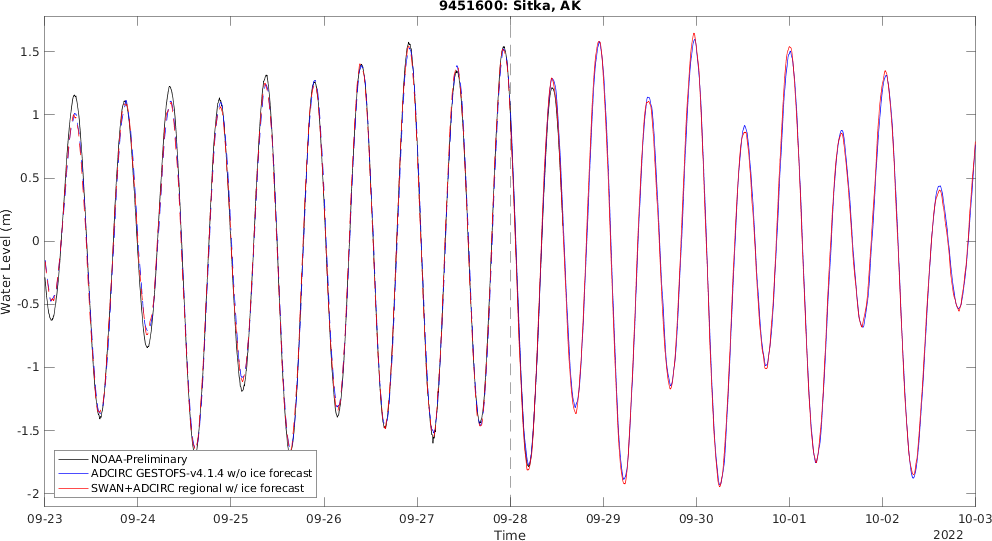 9451600: Sitka, AK
Water Level (m)
1.5
1
0.5
0
-0.5
-1
-1.5
-2
NOAA-Preliminary
ADCIRC GESTOFS-v4.1.4 w/o ice forecast
SWAN+ADCIRC regional w/ ice forecast
09-23 09-24 09-25 09-26 09-27 09-28 09-29 09-30 10-01 10-02 10-03
Time
2022